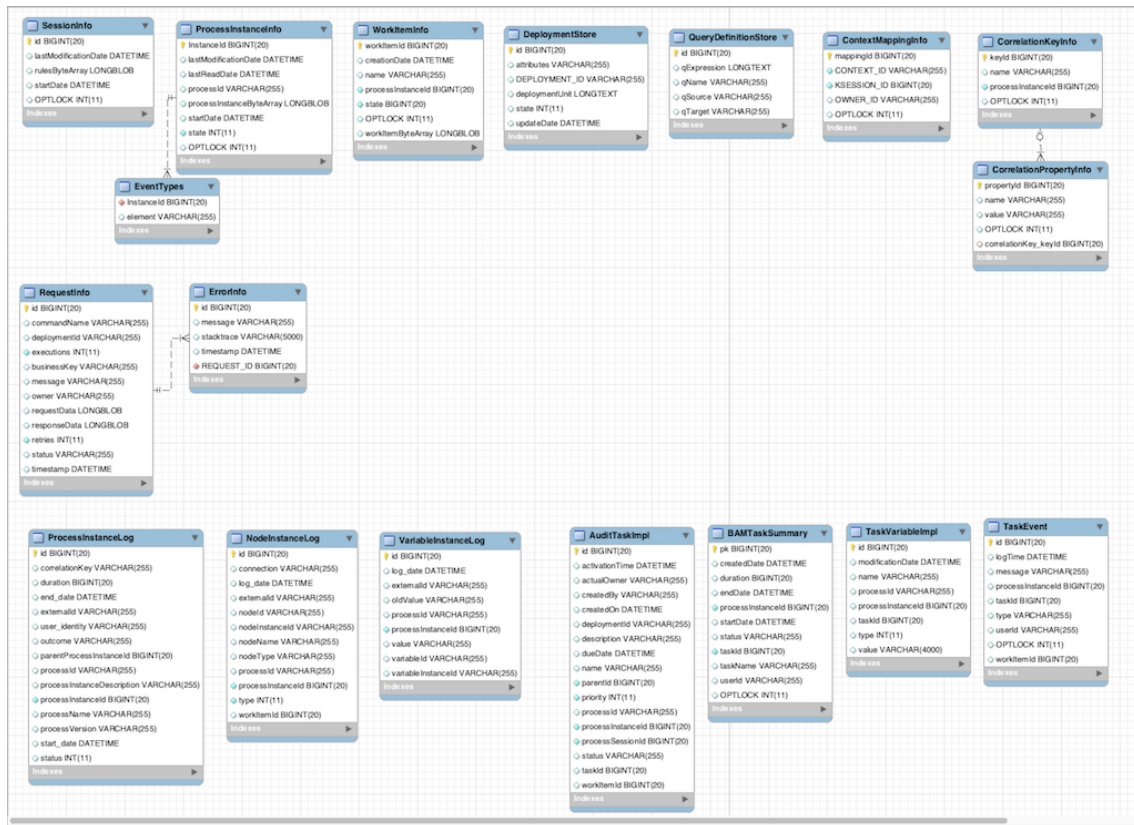 SessionInfo
id BIGINT(20)
lastModificationDate DATETIME
rulesByteArray LONGBLOB
startDate DATETIME
OPTLOCK INT(11)
Indexes
ProcessInstanceInfo
InstanceId BIGINT(20)
lastModificationDate DATETIME
lastReadDate DATETIME
processId VARCHAR(255)
processInstanceByteArray LONGBLOB
startDate DATETIME
state INT(11)
OPTLOCK INT(11)
Indexes
WorkItemInfo
workItemId BIGINT(20)
creationDate DATETIME
name VARCHAR(255)
processInstanceId BIGINT(20)
state BIGINT(20)
OPTLOCK INT(11)
workItemByteArray LONGBLOB
Indexes
DeploymentStore
id BIGINT(20)
attributes VARCHAR(255)
DEPLOYMENT_ID VARCHAR(255)
deploymentUnit LONGTEXT
state INT(11)
updateDate DATETIME
Indexes
QueryDefinitionStore
id BIGINT(20)
qExpression LONGTEXT
qName VARCHAR(255)
qSource VARCHAR(255)
qTarget VARCHAR(255)
Indexes
ContextMappingInfo
mappingId BIGINT(20)
CONTEXT_ID VARCHAR(255)
KSESSION_ID BIGINT(20)
OWNER_ID VARCHAR(255)
OPTLOCK INT(11)
Indexes
CorrelationKeyInfo
keyId BIGINT(20)
name VARCHAR(255)
processInstanceId BIGINT(20)
OPTLOCK INT(11)
Indexes
EventTypes
InstanceId BIGINT(20)
element VARCHAR(255)
Indexes
CorrelationPropertyInfo
propertyId BIGINT(20)
name VARCHAR(255)
value VARCHAR(255)
OPTLOCK INT(11)
correlationKey_keyId BIGINT(20)
Indexes
RequestInfo
id BIGINT(20)
commandName VARCHAR(255)
deploymentId VARCHAR(255)
executions INT(11)
businessKey VARCHAR(255)
message VARCHAR(255)
owner VARCHAR(255)
requestData LONGBLOB
responseData LONGBLOB
retries INT(11)
status VARCHAR(255)
timestamp DATETIME
Indexes
ErrorInfo
id BIGINT(20)
message VARCHAR(255)
stacktrace VARCHAR(5000)
timestamp DATETIME
REQUEST_ID BIGINT(20)
Indexes
ProcessInstanceLog
id BIGINT(20)
correlationKey VARCHAR(255)
duration BIGINT(20)
end_date DATETIME
externalId VARCHAR(255)
user_identity VARCHAR(255)
outcome VARCHAR(255)
parentProcessInstanceId BIGINT(20)
processId VARCHAR(255)
processInstanceDescription VARCHAR(255)
processInstanceId BIGINT(20)
processName VARCHAR(255)
processVersion VARCHAR(255)
start_date DATETIME
status INT(11)
Indexes
NodeInstanceLog
id BIGINT(20)
connection VARCHAR(255)
log_date DATETIME
externalId VARCHAR(255)
nodeId VARCHAR(255)
nodeInstanceId VARCHAR(255)
nodeName VARCHAR(255)
nodeType VARCHAR(255)
processId VARCHAR(255)
processInstanceId BIGINT(20)
type INT(11)
workItemId BIGINT(20)
Indexes
VariableInstanceLog
id BIGINT(20)
log_date DATETIME
externalId VARCHAR(255)
oldValue VARCHAR(255)
processId VARCHAR(255)
processInstanceId BIGINT(20)
value VARCHAR(255)
variableId VARCHAR(255)
variableInstanceId VARCHAR(255)
Indexes
AuditTaskImpl
id BIGINT(20)
activationTime DATETIME
actualOwner VARCHAR(255)
createdBy VARCHAR(255)
createdOn DATETIME
deploymentId VARCHAR(255)
description VARCHAR(255)
dueDate DATETIME
name VARCHAR(255)
parentId BIGINT(20)
priority INT(11)
processId VARCHAR(255)
processInstanceId BIGINT(20)
processSessionId BIGINT(20)
status VARCHAR(255)
taskId BIGINT(20)
workItemId BIGINT(20)
Indexes
BAMTaskSummary
pk BIGINT(20)
createdDate DATETIME
duration BIGINT(20)
endDate DATETIME
processInstanceId BIGINT(20)
startDate DATETIME
status VARCHAR(255)
taskId BIGINT(20)
taskName VARCHAR(255)
userId VARCHAR(255)
OPTLOCK INT(11)
Indexes
TaskVariableImpl
id BIGINT(20)
modificationDate DATETIME
name VARCHAR(255)
processId VARCHAR(255)
processInstanceId BIGINT(20)
taskId BIGINT(20)
type INT(11)
value VARCHAR(4000)
Indexes
TaskEvent
id BIGINT(20)
logTime DATETIME
message VARCHAR(255)
processInstanceId BIGINT(20)
taskId BIGINT(20)
type VARCHAR(255)
userId VARCHAR(255)
OPTLOCK INT(11)
workItemId BIGINT(20)
Indexes